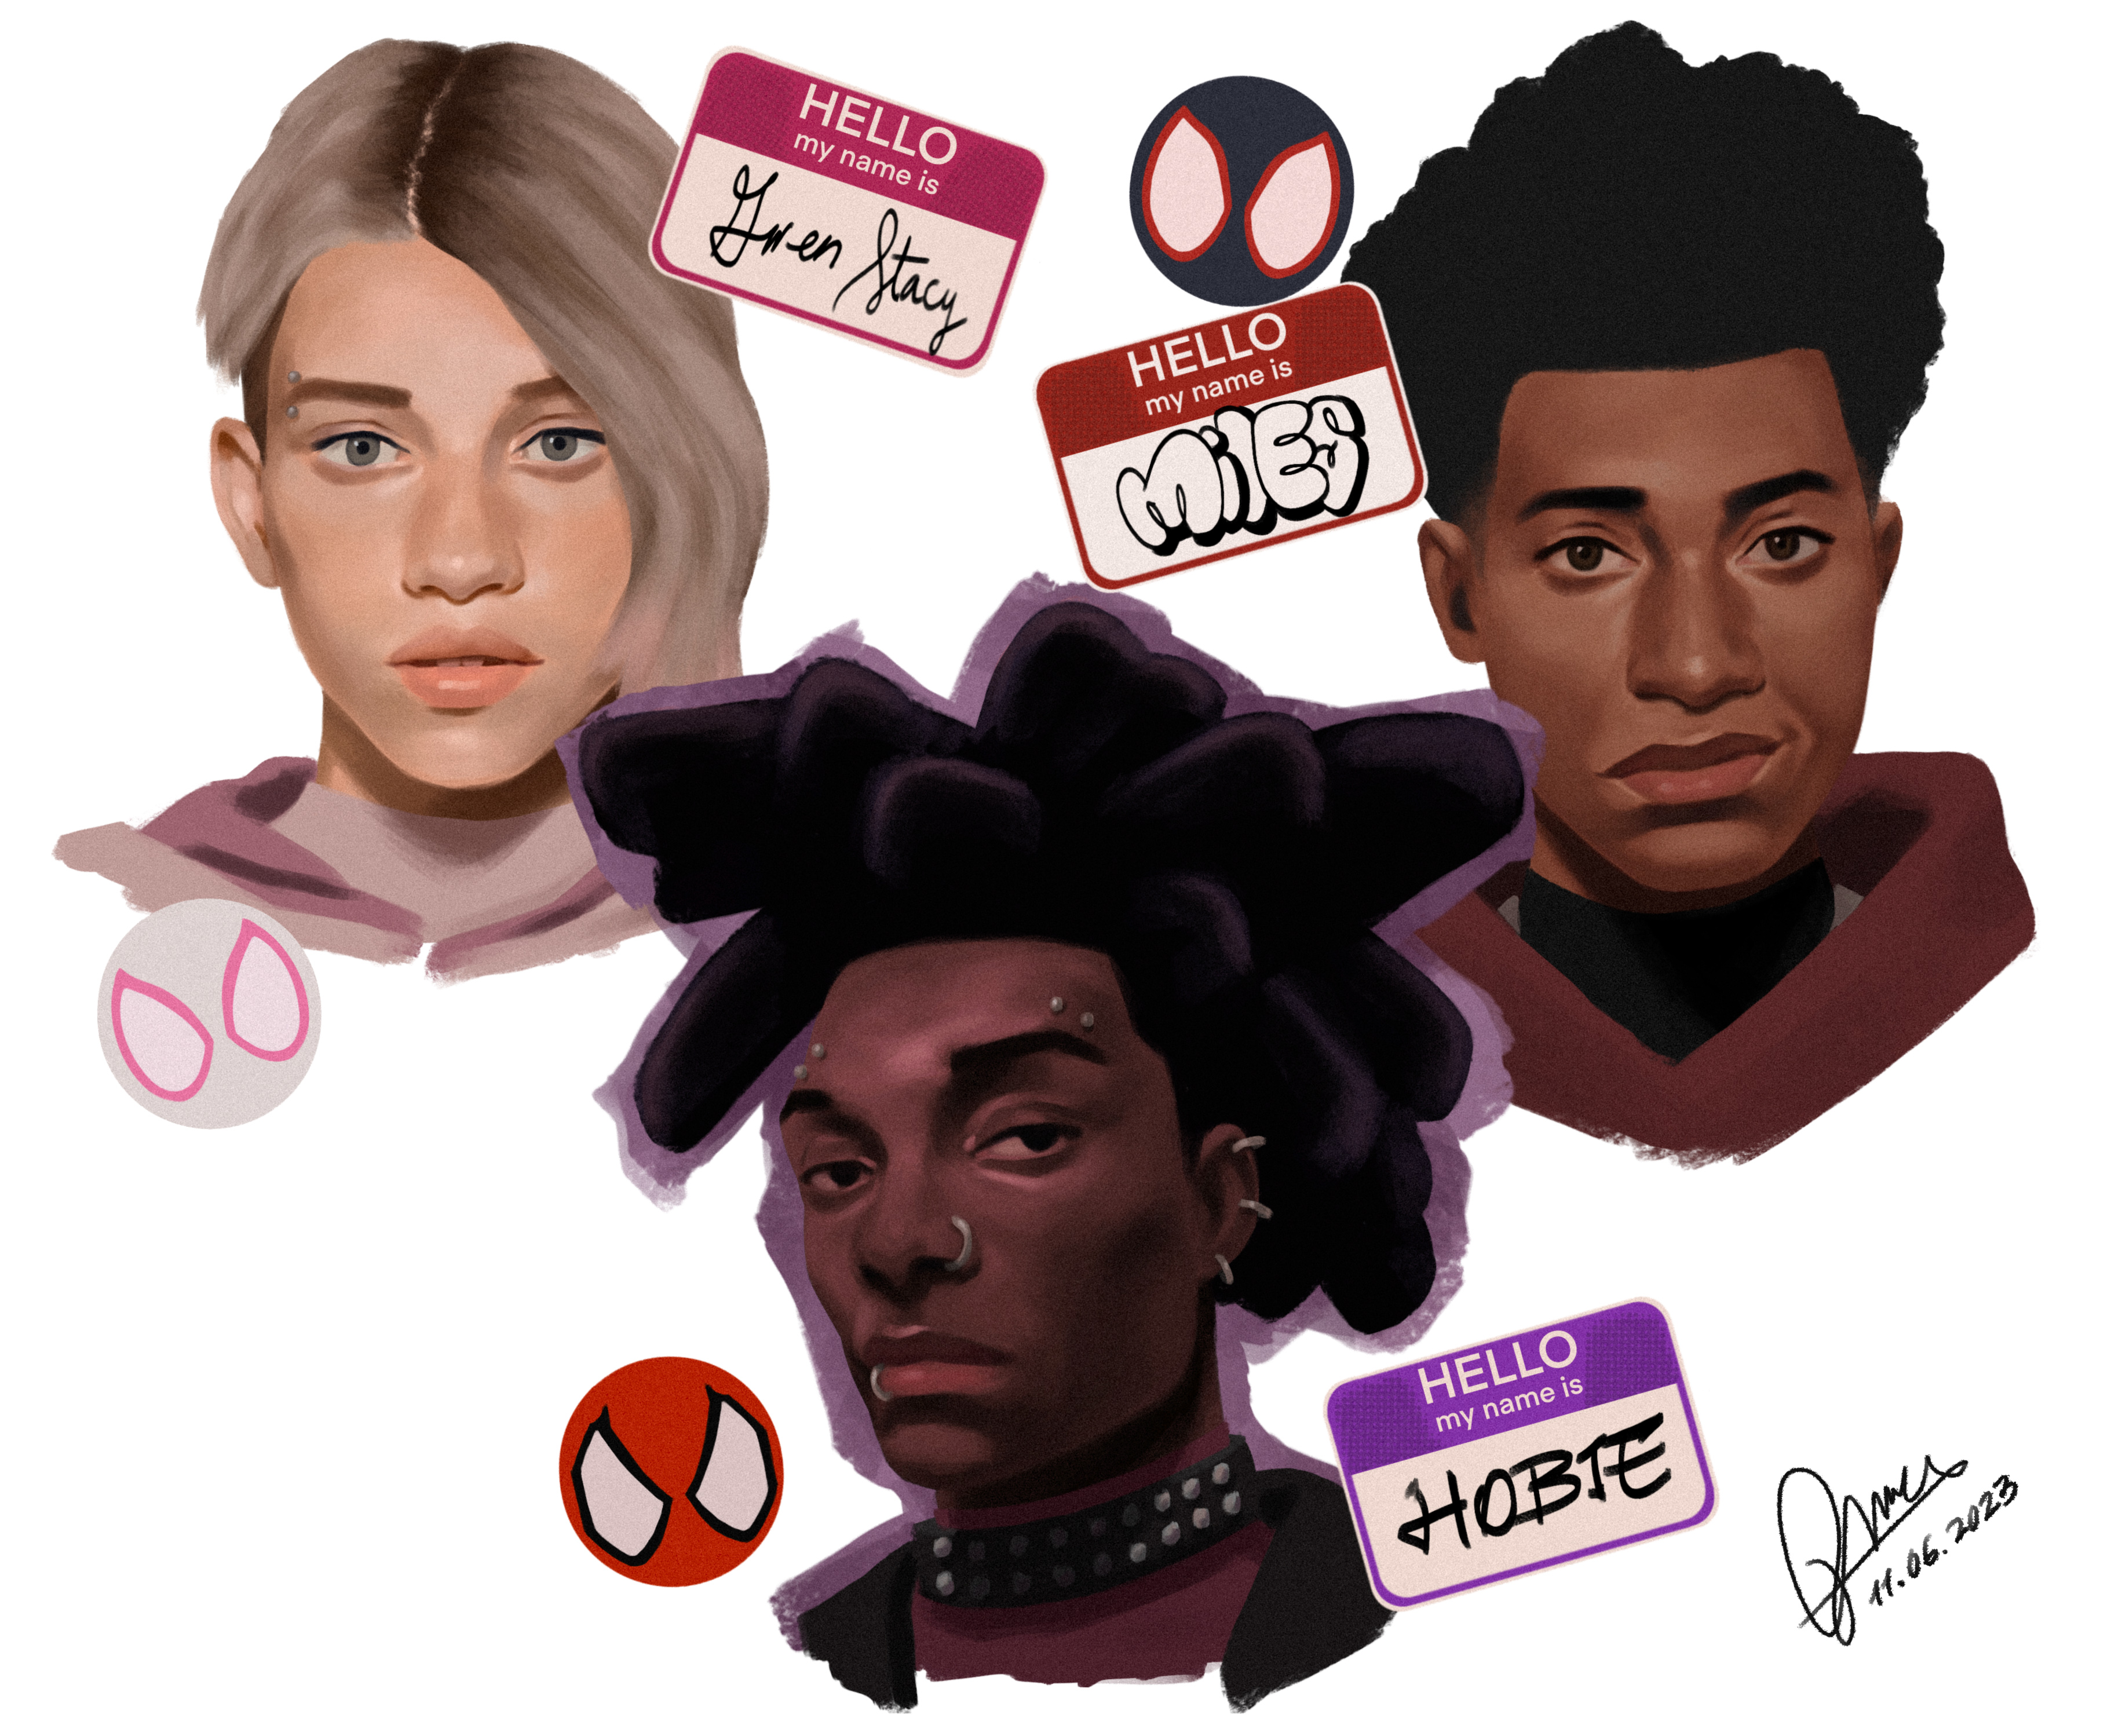 HELLO
my name is
Gwen Stacy
HELLO
my name is
MilES
HELLO
my name is
HOBIE
11.06.2023